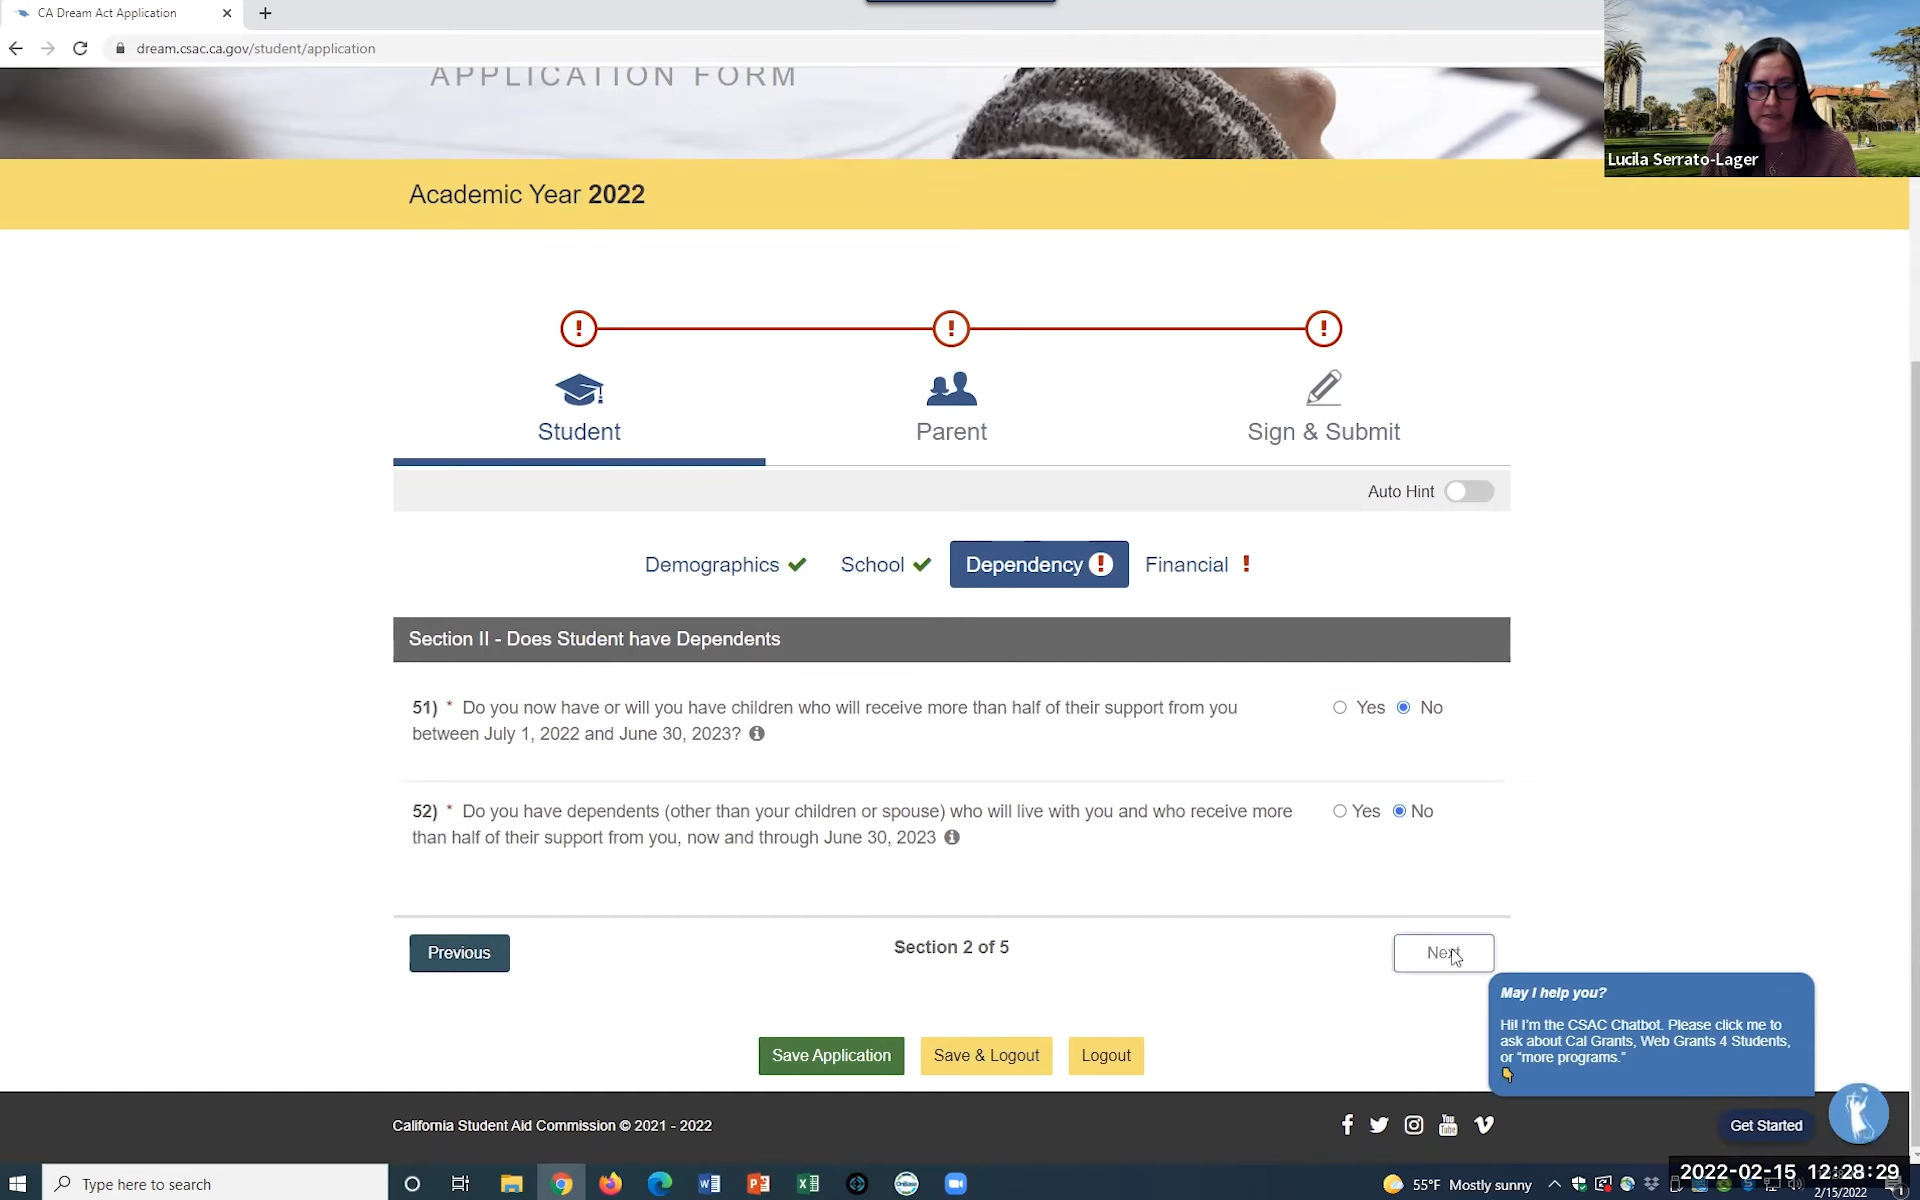 CA Dream Act Application
dream.csac.ca.gov/student/application
APPLICATION FORM
Lucila Serrato-Lager
Academic Year 2022
Student
Parent
Sign & Submit
Auto Hint
Demographics
School
Dependency
Financial
Section II - Does Student have Dependents
51) * Do you now have or will you have children who will receive more than half of their support from you
between July 1, 2022 and June 30, 2023?
Yes No
52) * Do you have dependents (other than your children or spouse) who will live with you and who receive more
than half of their support from you, now and through June 30, 2023
Yes No
Previous
Section 2 of 5
Next
May I help you?
Hi! I'm the CSAC Chatbot. Please click me to
ask about Cal Grants, Web Grants 4 Students,
or "more programs."
Save Application
Save & Logout
Logout
California Student Aid Commission © 2021 - 2022
Get Started
Type here to search
55°F Mostly sunny
2022-02-15 12:28:29
2/15/2022